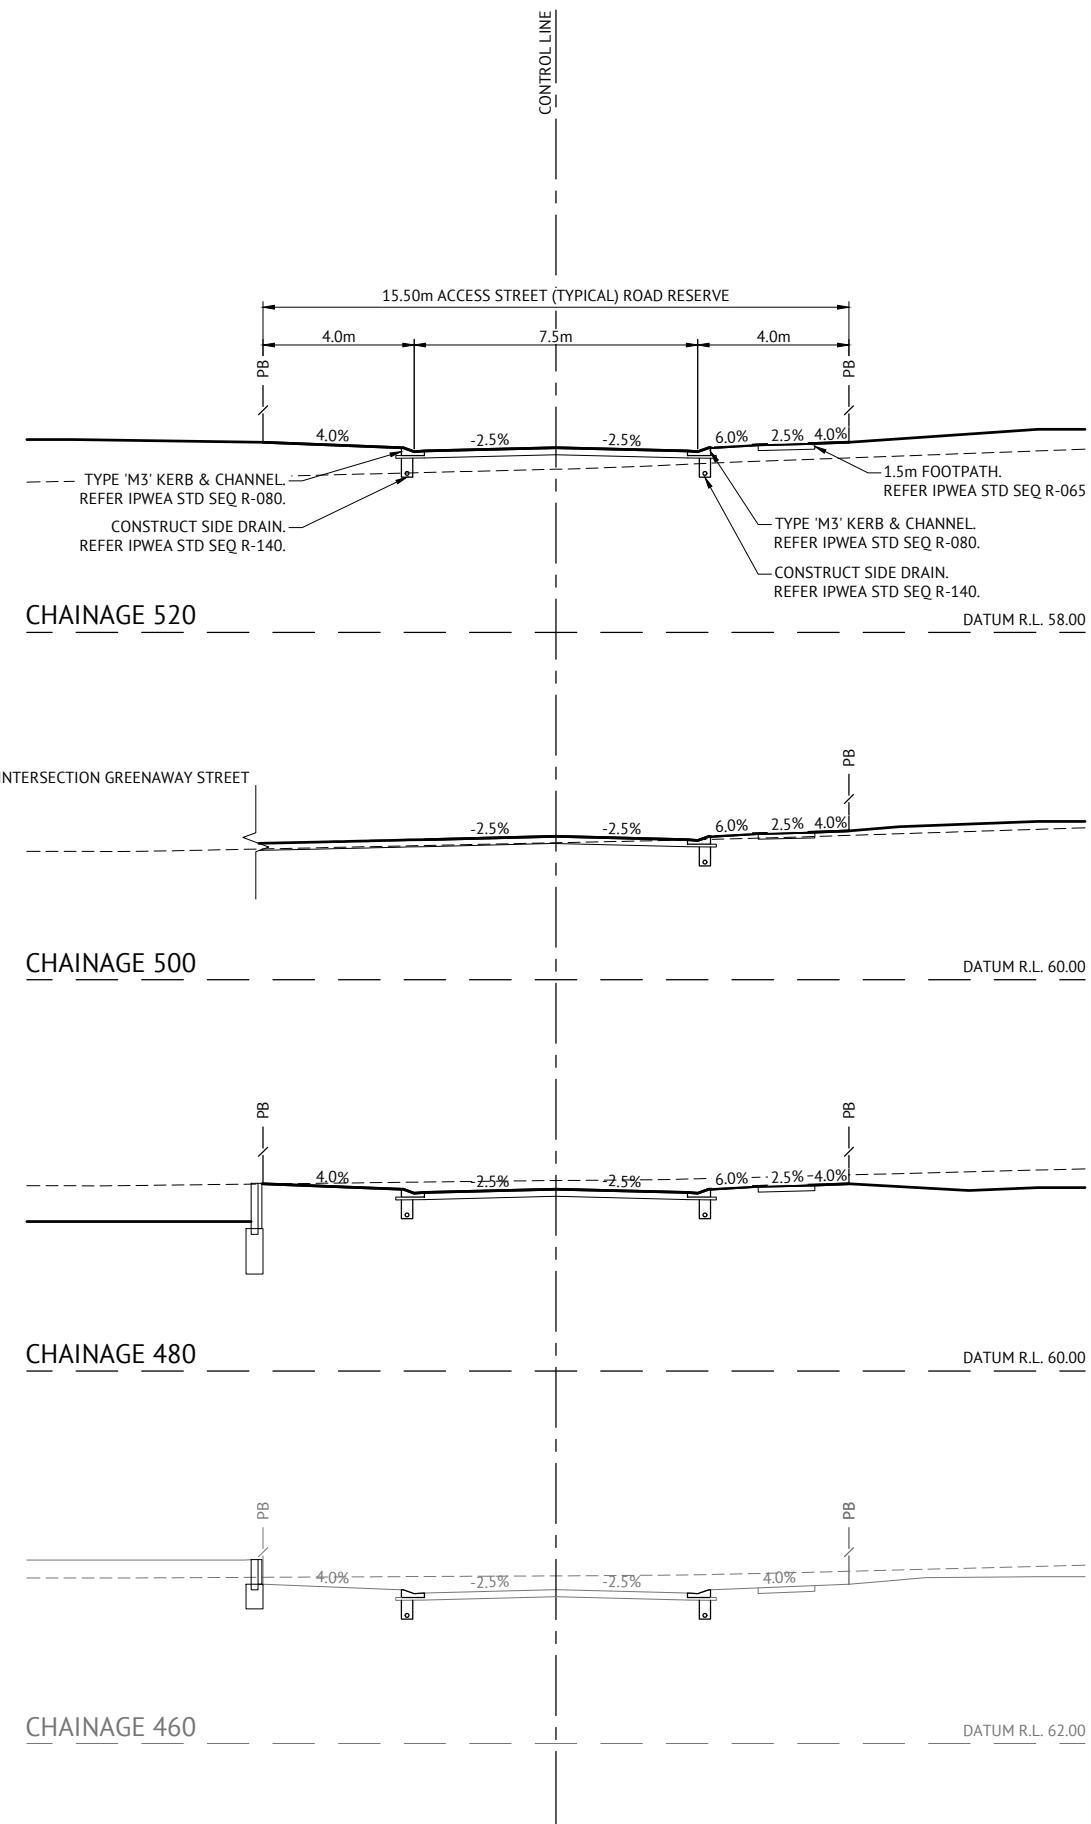 CONTROL LINE
15.50m ACCESS STREET (TYPICAL) ROAD RESERVE
4.0m 7.5m 4.0m
PB PB
4.0% -2.5% -2.5% 6.0% 2.5% 4.0%
TYPE 'M3' KERB & CHANNEL.
REFER IPWEA STD SEQ R-080.
CONSTRUCT SIDE DRAIN.
REFER IPWEA STD SEQ R-140.
1.5m FOOTPATH.
REFER IPWEA STD SEQ R-065
TYPE 'M3' KERB & CHANNEL.
REFER IPWEA STD SEQ R-080.
CONSTRUCT SIDE DRAIN.
REFER IPWEA STD SEQ R-140.
CHAINAGE 520 DATUM R.L. 58.00
PB
INTERSECTION GREENAWAY STREET
-2.5% -2.5% 6.0% 2.5% 4.0%
CHAINAGE 500 DATUM R.L. 60.00
PB PB
4.0% -2.5% -2.5% 6.0% 2.5% 4.0%
CHAINAGE 480 DATUM R.L. 60.00
PB PB
4.0% -2.5% -2.5% 4.0%
CHAINAGE 460 DATUM R.L. 62.00